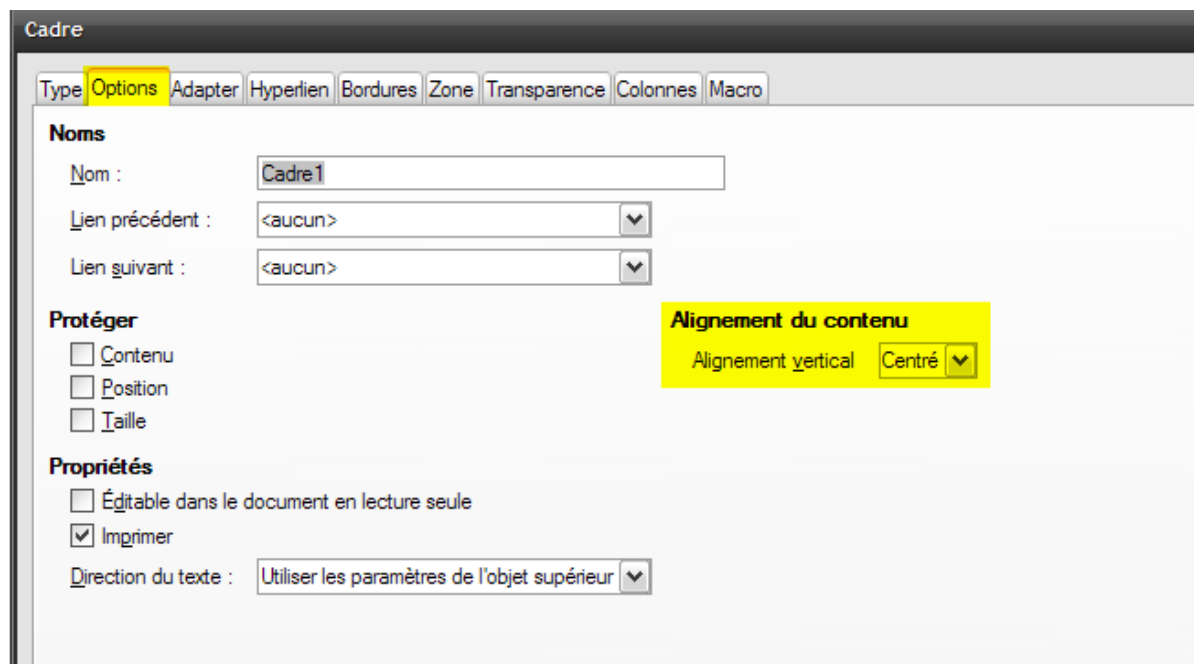 Cadre
Type Options Adapter Hyperlien Bordures Zone Transparence Colonnes Macro
Noms
Nom : Cadre1
Lien précédent : <aucun>
Lien suivant : <aucun>
Protéger Alignement du contenu
Contenu Alignement vertical Centré
Position
Taille
Propriétés
Éditable dans le document en lecture seule
Imprimer
Direction du texte : Utiliser les paramètres de l'objet supérieur